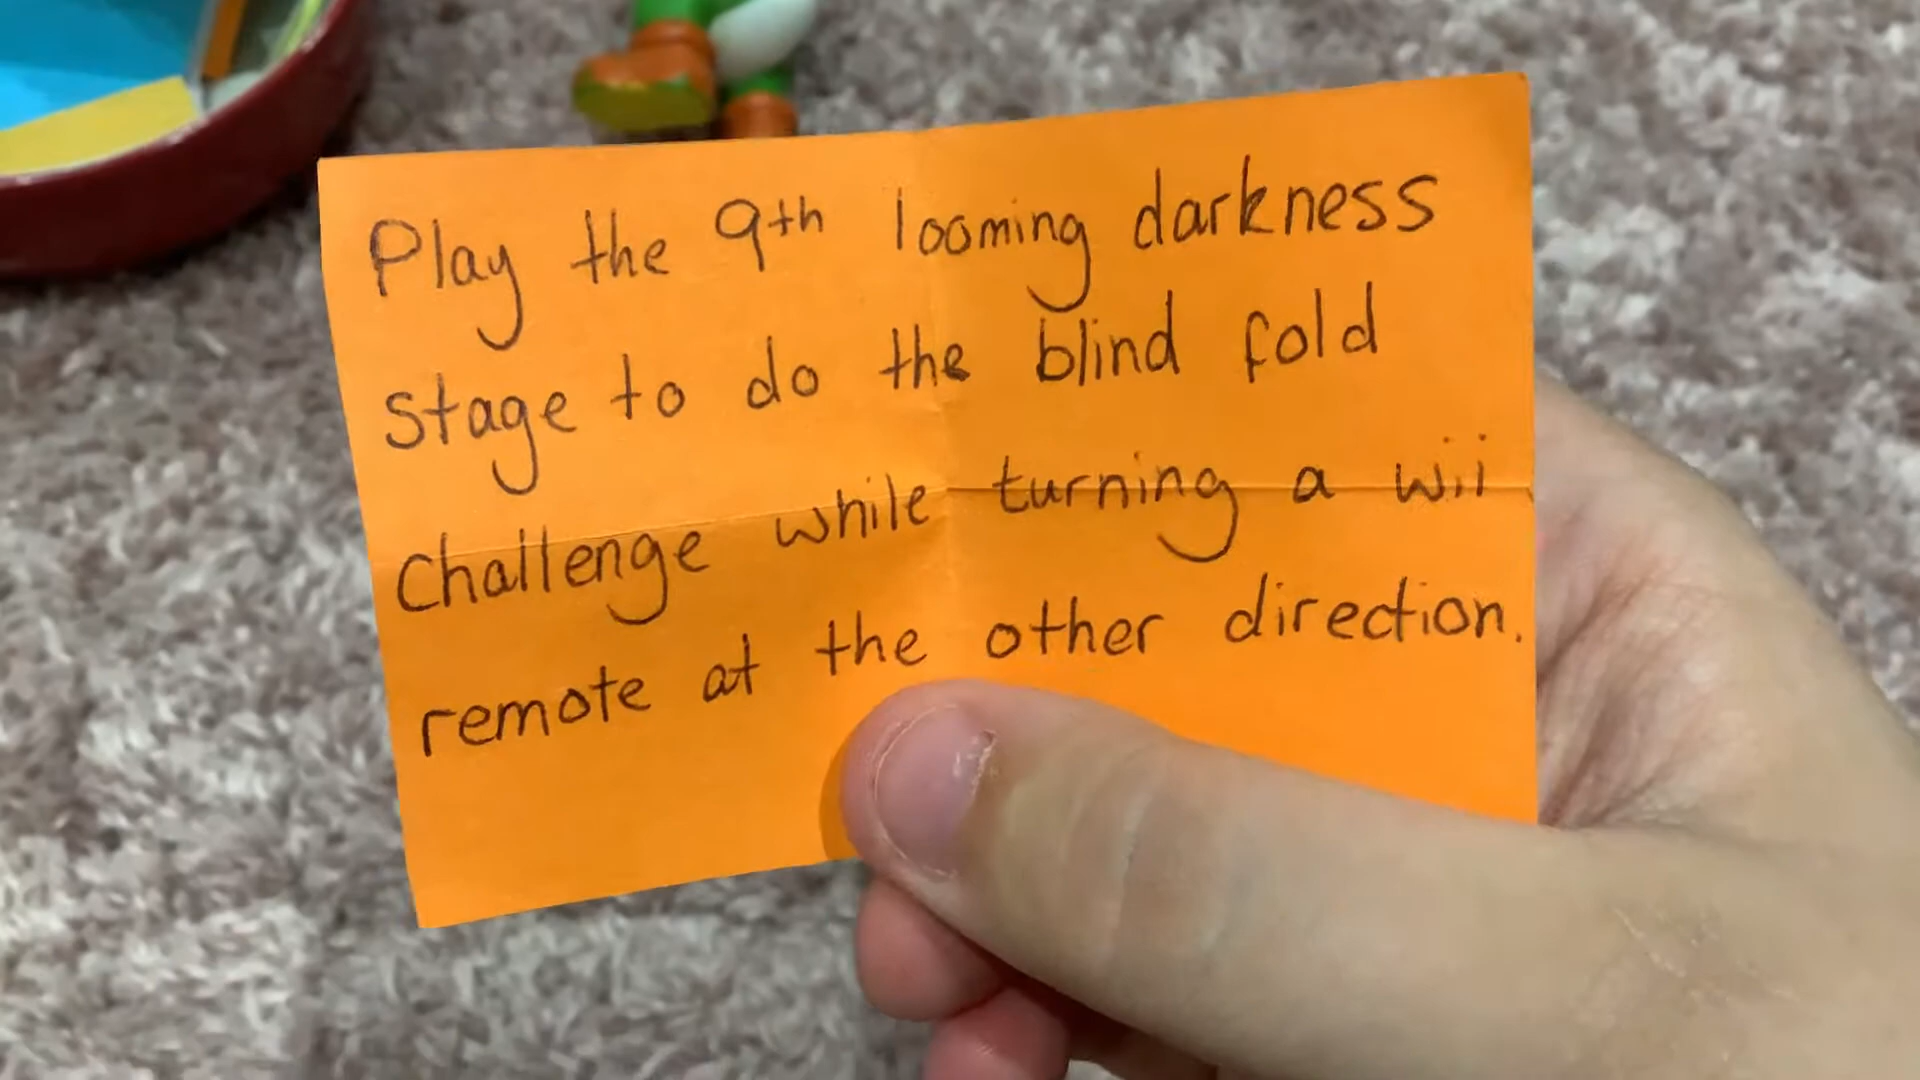 Play the 9th looming darkness
stage to do the blind fold
challenge while turning a wii
remote at the other direction.